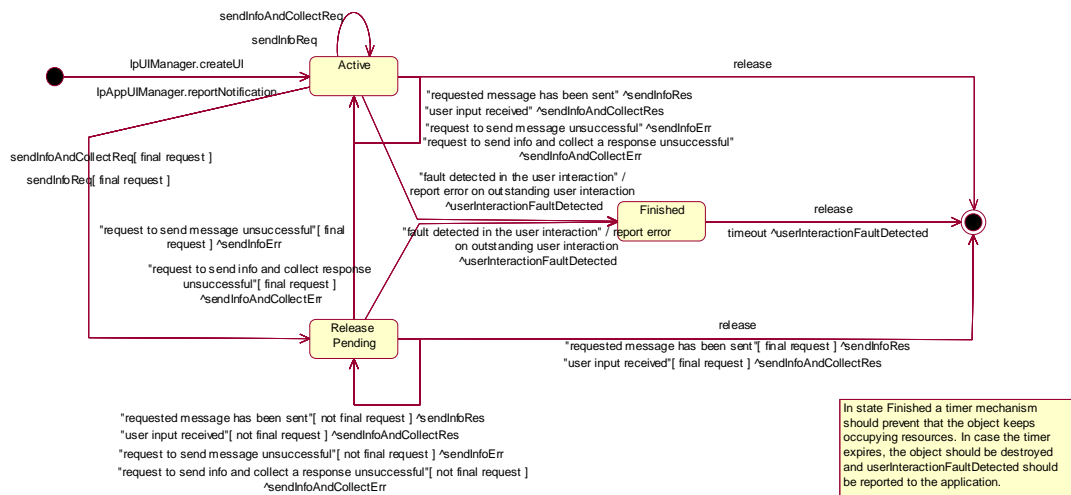 sendInfoAndCollectReq
sendInfoReq
IpUIManager.createUI
Active
release
IpAppUIManager.reportNotification
"requested message has been sent" ^sendInfoRes
"user input received" ^sendInfoAndCollectRes
"request to send message unsuccessful" ^sendInfoErr
"request to send info and collect a response unsuccessful"
^sendInfoAndCollectErr
sendInfoAndCollectReq[ final request ]
sendInfoReq[ final request ]
"fault detected in the user interaction" /
report error on outstanding user interaction
^userInteractionFaultDetected
Finished
release
timeout ^userInteractionFaultDetected
"request to send message unsuccessful"[ final
request ] ^sendInfoErr
"fault detected in the user interaction" / report error
on outstanding user interaction
^userInteractionFaultDetected
"request to send info and collect response
unsuccessful"[ final request ]
^sendInfoAndCollectErr
Release
Pending
release
"requested message has been sent"[ final request ] ^sendInfoRes
"user input received"[ final request ] ^sendInfoAndCollectRes
"requested message has been sent"[ not final request ] ^sendInfoRes
"user input received"[ not final request ] ^sendInfoAndCollectRes
"request to send message unsuccessful"[ not final request ] ^sendInfoErr
"request to send info and collect a response unsuccessful"[ not final request ]
^sendInfoAndCollectErr
In state Finished a timer mechanism
should prevent that the object keeps
occupying resources. In case the timer
expires, the object should be destroyed
and userInteractionFaultDetected should
be reported to the application.